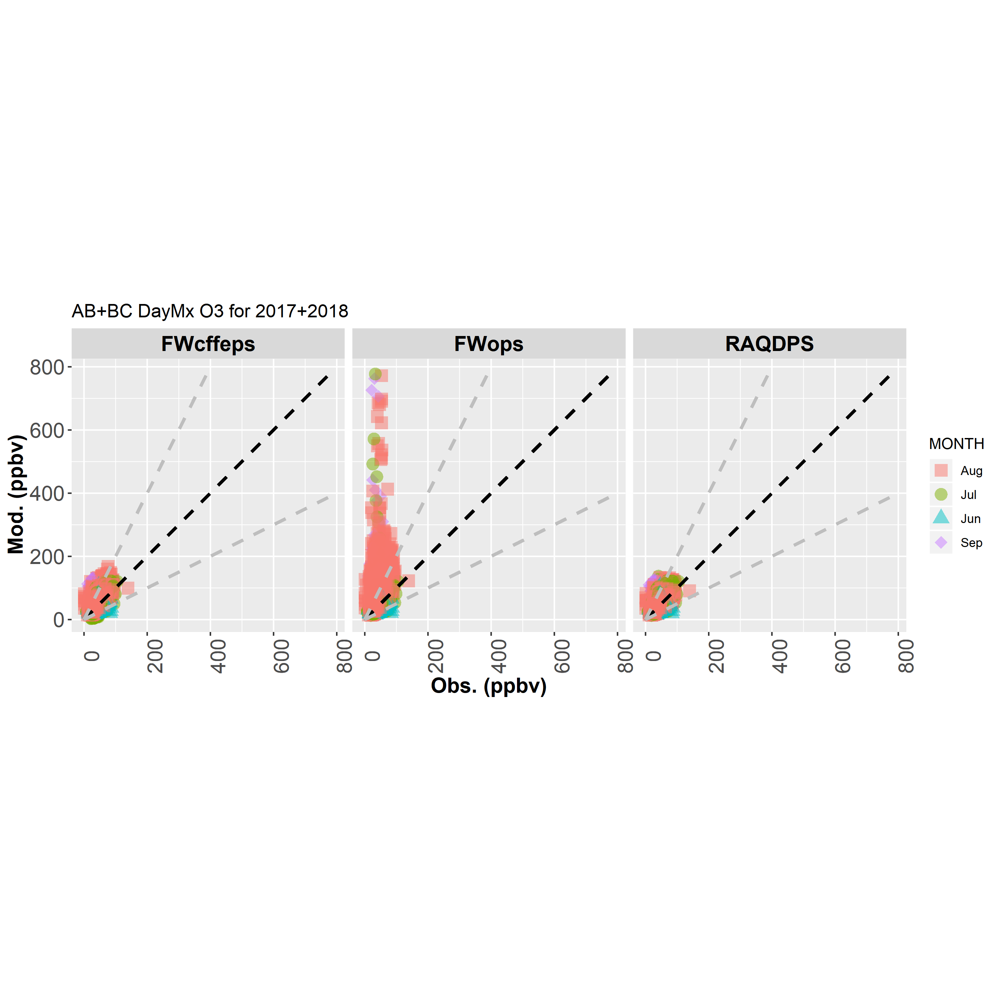 AB+BC DayMx O3 for 2017+2018
FWcffeps FWops RAQDPS
Mod. (ppbv)
800
600
400
200
0
0 200 400 600 800 0 200 400 600 800 0 200 400 600 800
Obs. (ppbv)
MONTH
Aug
Jul
Jun
Sep